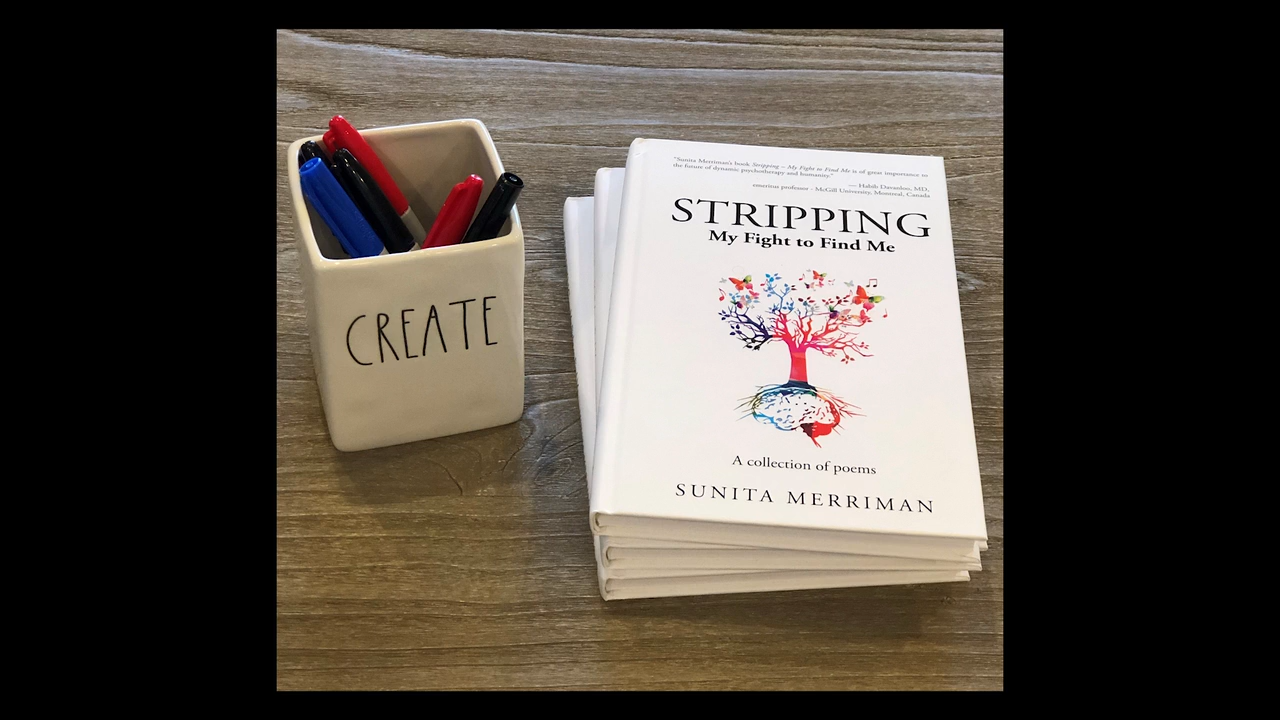 CREATE
"Sunita Merriman's book Stripping – My Fight to Find Me is of great importance to
the future of dynamic psychotherapy and humanity."
— Habib Davanloo, MD,
emeritus professor - McGill University, Montreal, Canada
STRIPPING
My Fight to Find Me
A collection of poems
SUNITA MERRIMAN